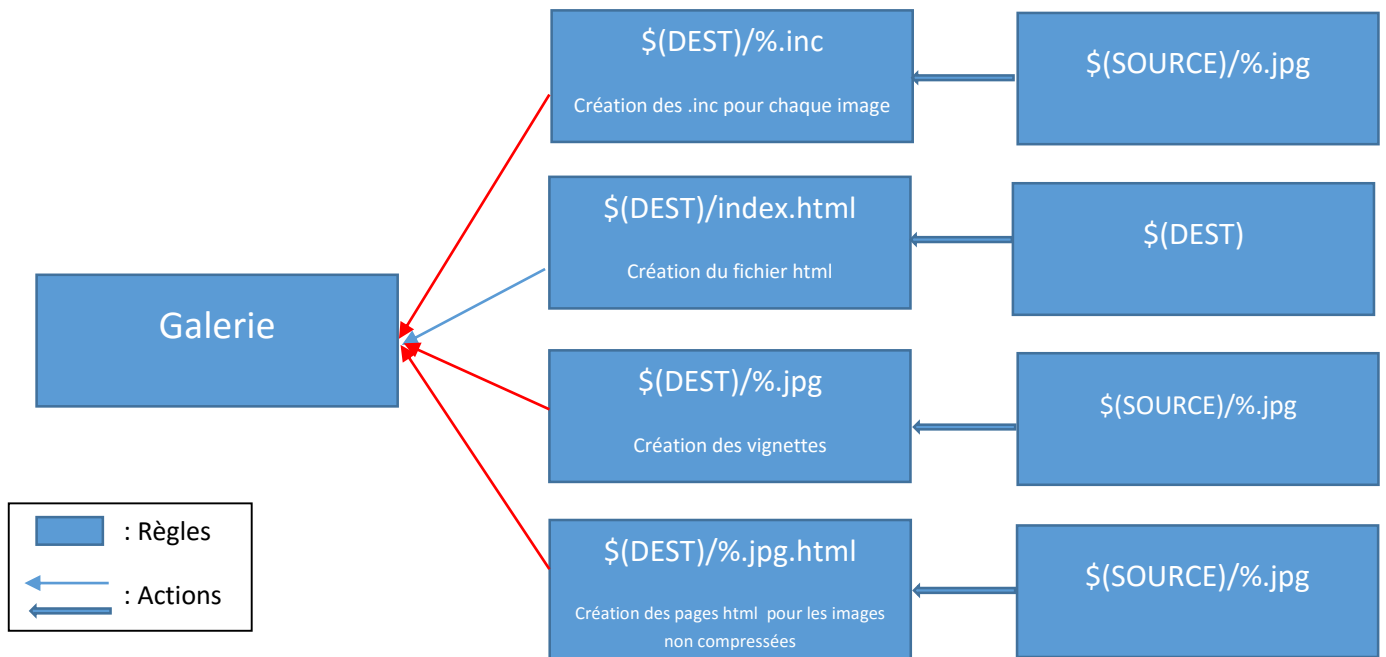 $(DEST)/%.inc
Création des .inc pour chaque image
$(SOURCE)/%.jpg
$(DEST)/index.html
Création du fichier html
$(DEST)
Galerie
$(DEST)/%.jpg
Création des vignettes
$(SOURCE)/%.jpg
$(DEST)/%.jpg.html
Création des pages html pour les images
non compressées
$(SOURCE)/%.jpg
: Règles
: Actions